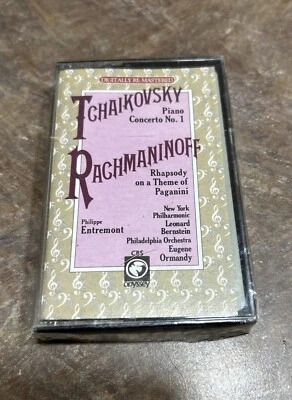 DIGITALLY RE-MASTERED
TCHAIKOVSKY
Piano
Concerto No. 1
RACHMANINOFF
Rhapsody
on a Theme of
Paganini
New York
Philharmonic
Leonard
Bernstein
Philippe
Entremont
Philadelphia Orchestra
Eugene
Ormandy
CBS
odyssey